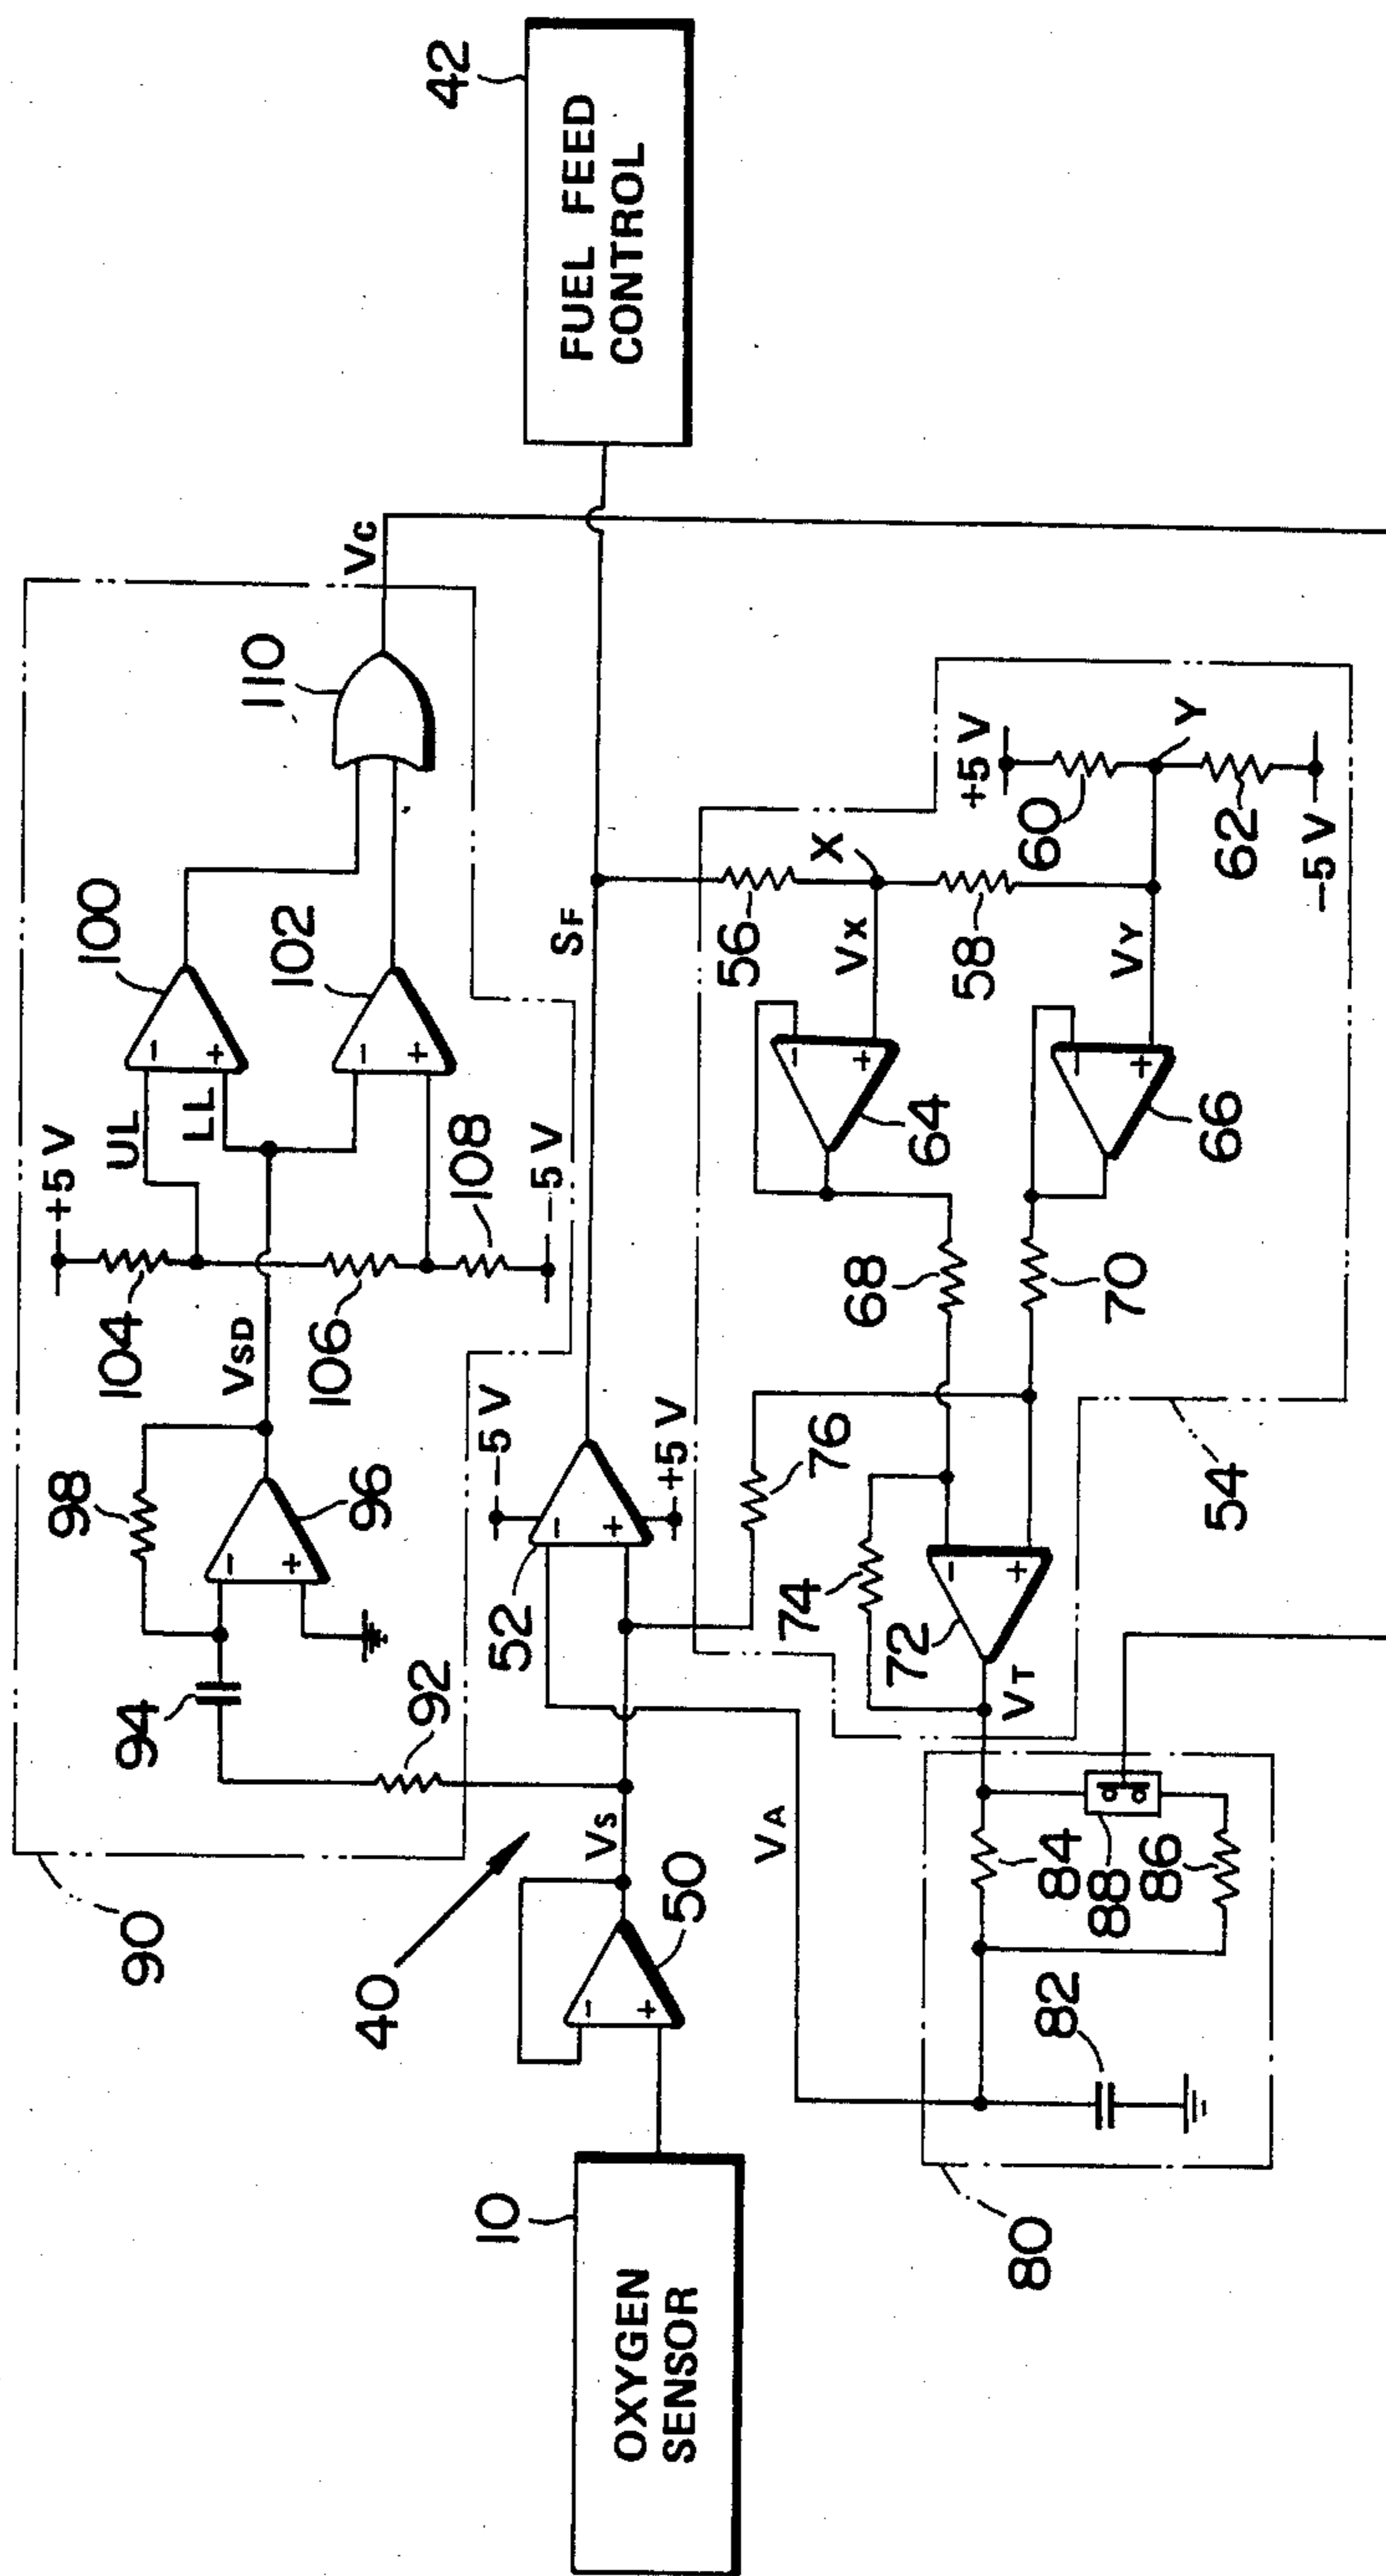 90
98
94
96
92
VSD
+5 V
104
106
108
−5 V
UL
LL
100
102
110
Vc
−
+
−
+
−
+
40
10
OXYGEN
SENSOR
50
−
+
Vs
52
−
+
−5 V
+5 V
SF
42
FUEL FEED
CONTROL
VA
80
82
84
88
86
VT
72
−
+
74
76
68
70
64
−
+
66
−
+
VX
VY
56
58
X
+5 V
60
Y
62
−5 V
54